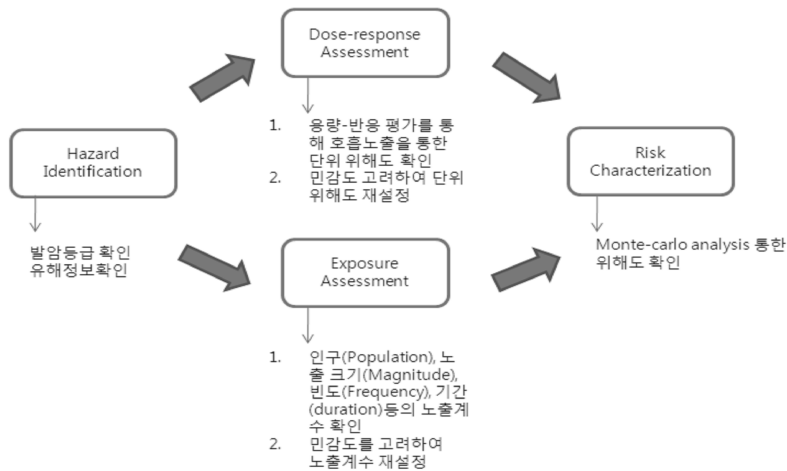 Hazard
Identification
발암등급 확인
유해정보확인
Dose-response
Assessment
1. 용량-반응 평가를 통
해 호흡노출을 통한
단위 위해도 확인
2. 민감도 고려하여 단위
위해도 재설정
Exposure
Assessment
1. 인구(Population), 노
출 크기(Magnitude),
빈도(Frequency), 기간
(duration)등의 노출계
수 확인
2. 민감도를 고려하여
노출계수 재설정
Risk
Characterization
Monte-carlo analysis 통한
위해도 확인